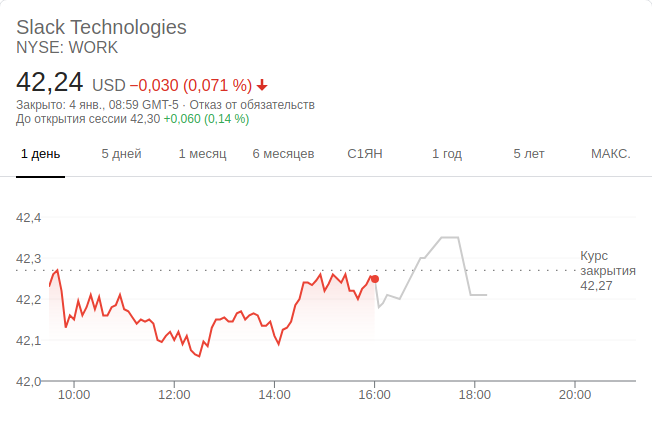 Slack Technologies
NYSE: WORK
42,24 USD −0,030 (0,071 %)
Закрыто: 4 янв., 08:59 GMT-5 · Отказ от обязательств
До открытия сессии 42,30 +0,060 (0,14 %)
1 день 5 дней 1 месяц 6 месяцев С1ЯН 1 год 5 лет МАКС.
42,4
42,3
42,2
42,1
42,0
Курс
закрытия
42,27
10:00 12:00 14:00 16:00 18:00 20:00